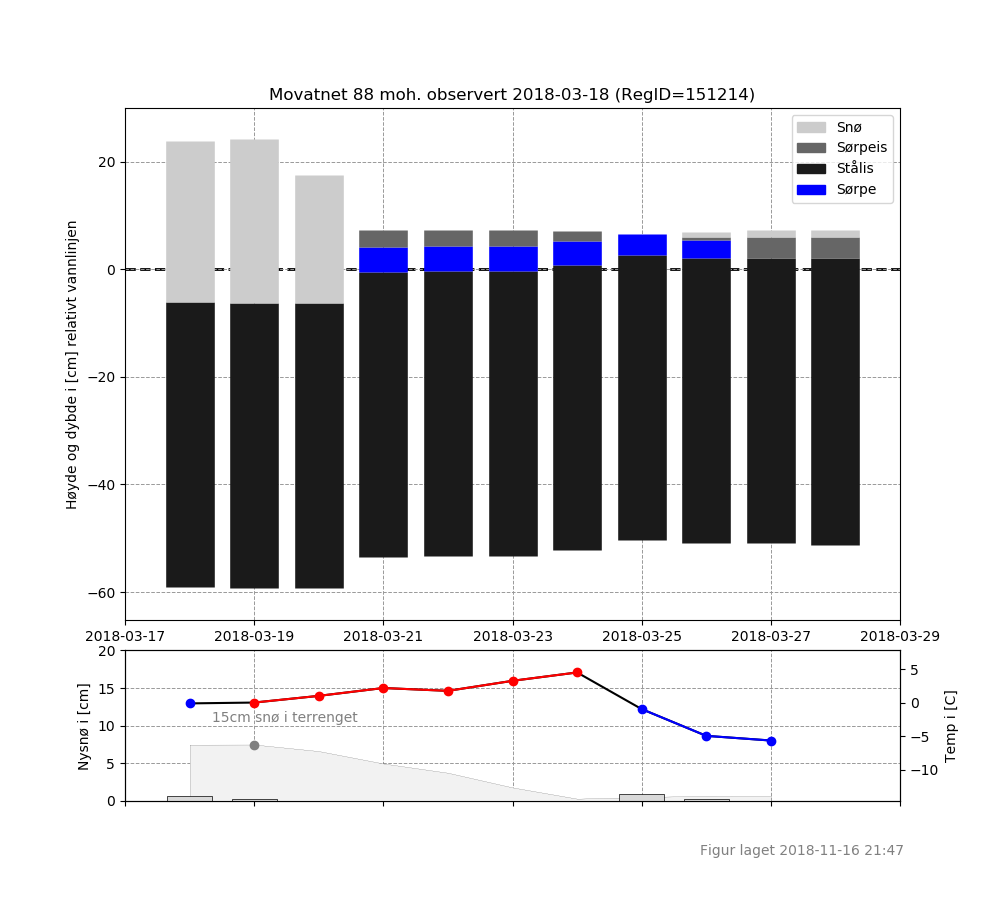 Movatnet 88 moh. observert 2018-03-18 (RegID=151214)
Snø
Sørpeis
Stålis
Sørpe
Høyde og dybde i [cm] relativt vannlinjen
20
0
−20
−40
−60
2018-03-17 2018-03-19 2018-03-21 2018-03-23 2018-03-25 2018-03-27 2018-03-29
Nysnø i [cm]
20
15
10
5
0
15cm snø i terrenget
5
0
−5
−10
Temp i [C]
Figur laget 2018-11-16 21:47